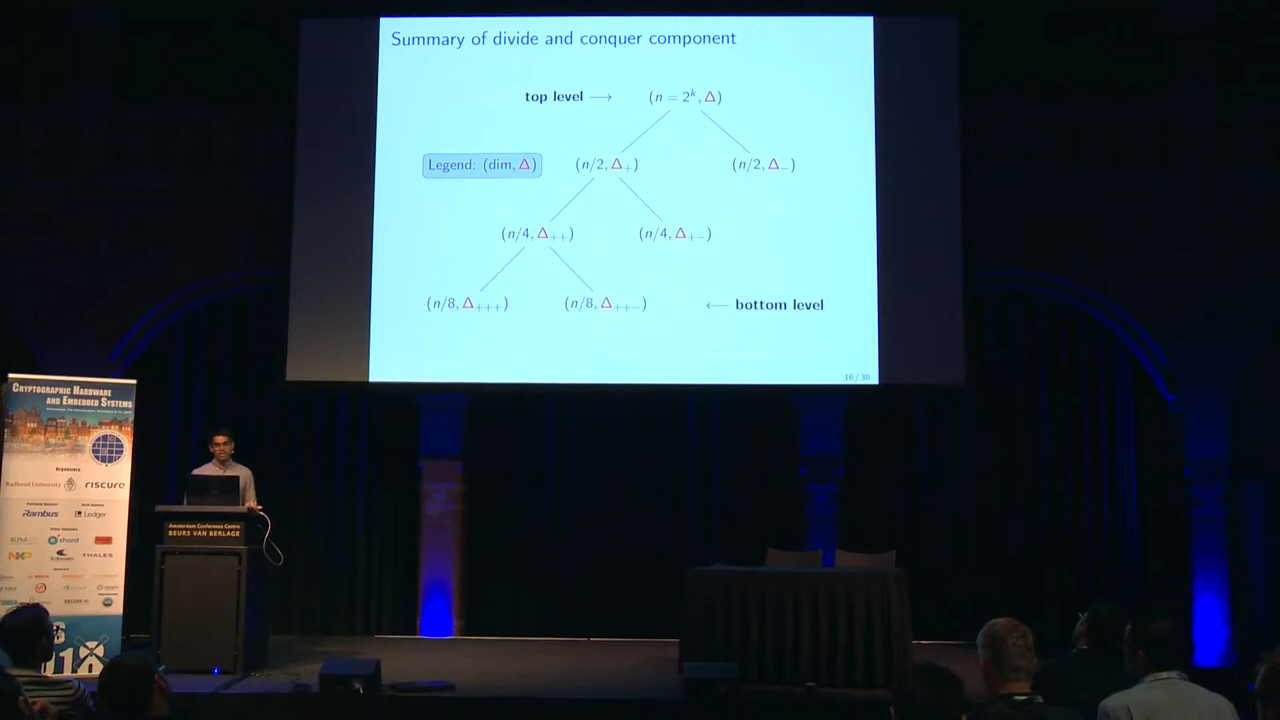 Summary of divide and conquer component
top level → (n = 2^k, Δ)
Legend: (dim, Δ)
(n/2, Δ₊) (n/2, Δ₋)
(n/4, Δ₊₊) (n/4, Δ₊₋)
(n/8, Δ₊₊₊) (n/8, Δ₊₊₋) ← bottom level
16 / 30
Cryptographic Hardware
and Embedded Systems
Organizers
Radboud University riscure
Rambus Ledger
shord
NXP THALES
Amsterdam Conference Centre
BEURS VAN BERLAGE